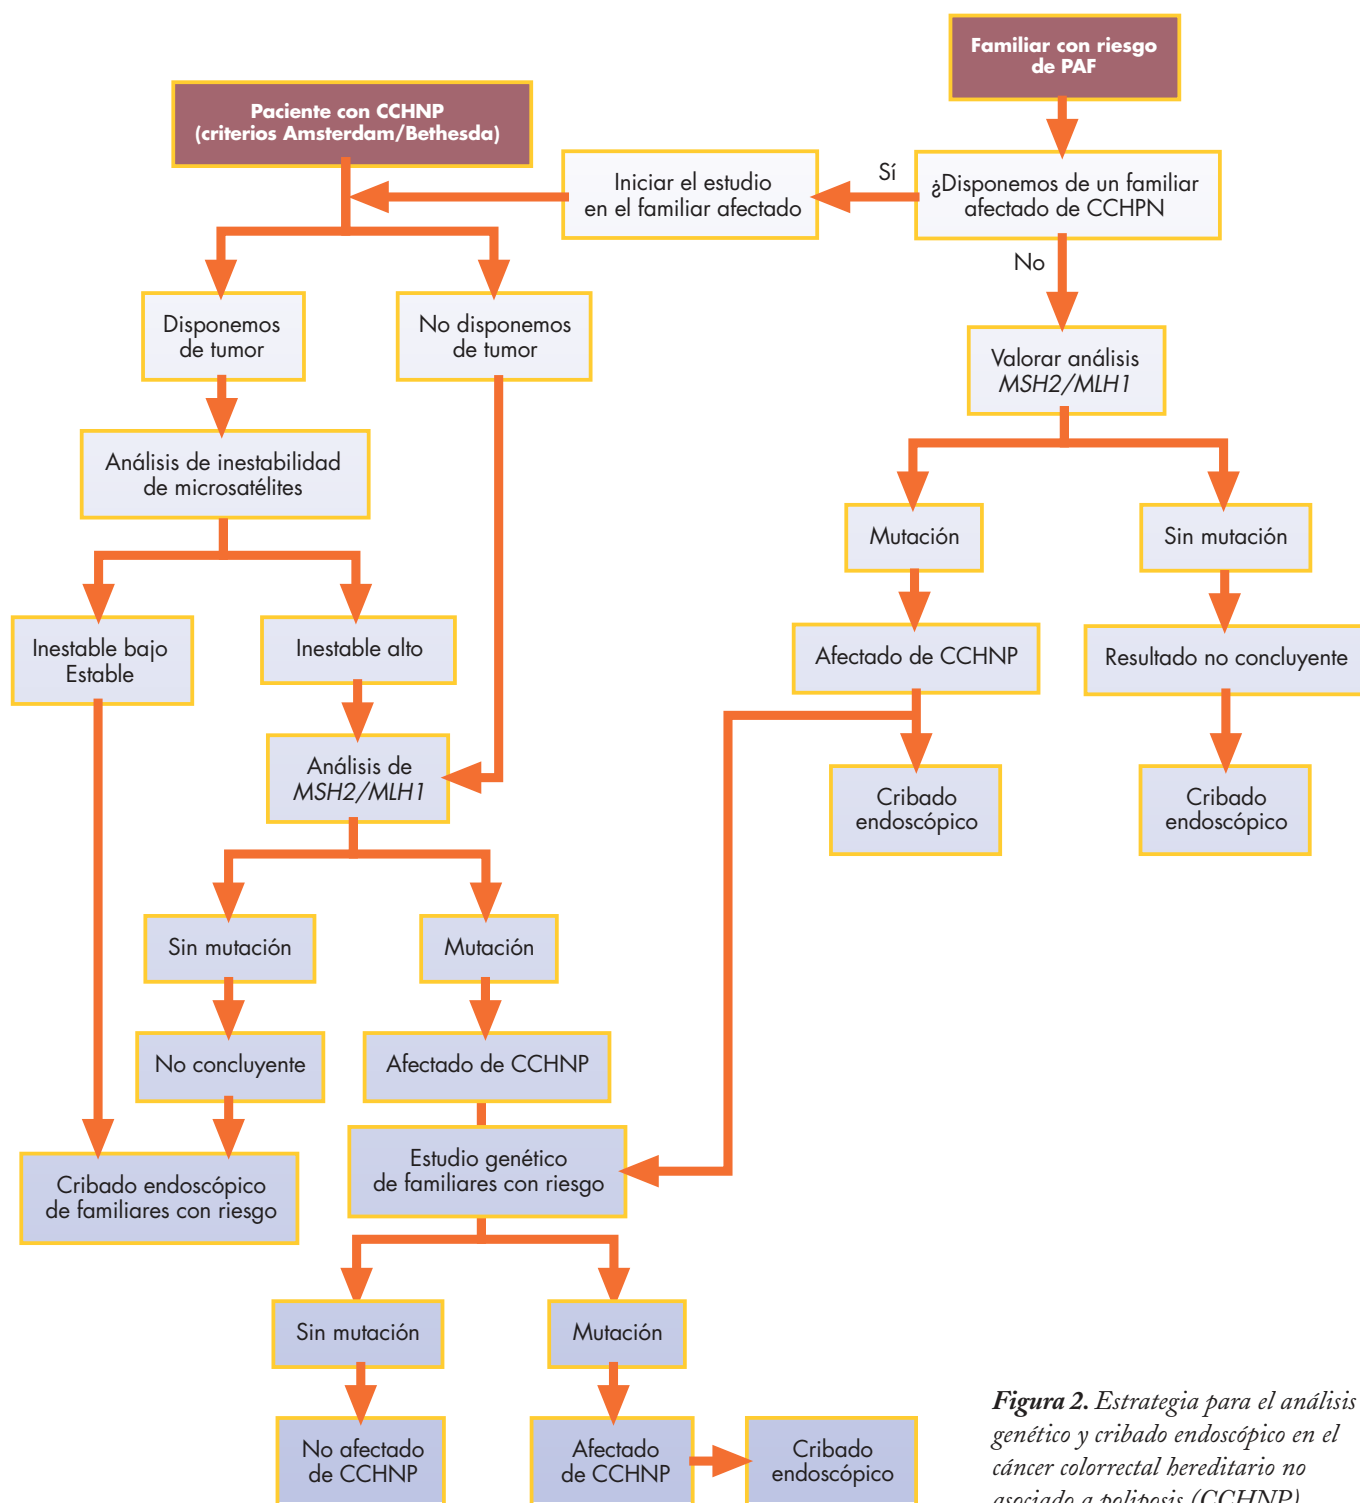 Familiar con riesgo
de PAF
Paciente con CCHNP
(criterios Amsterdam/Bethesda)
Iniciar el estudio
en el familiar afectado
Sí
¿Disponemos de un familiar
afectado de CCHPN
No
Disponemos
de tumor
No disponemos
de tumor
Valorar análisis
MSH2/MLH1
Análisis de inestabilidad
de microsatélites
Mutación
Sin mutación
Inestable bajo
Estable
Inestable alto
Afectado de CCHNP
Resultado no concluyente
Análisis de
MSH2/MLH1
Cribado
endoscópico
Cribado
endoscópico
Sin mutación
Mutación
No concluyente
Afectado de CCHNP
Cribado endoscópico
de familiares con riesgo
Estudio genético
de familiares con riesgo
Sin mutación
Mutación
No afectado
de CCHNP
Afectado
de CCHNP
Cribado
endoscópico
Figura 2. Estrategia para el análisis
genético y cribado endoscópico en el
cáncer colorrectal hereditario no
asociado a poliposis (CCHNP)